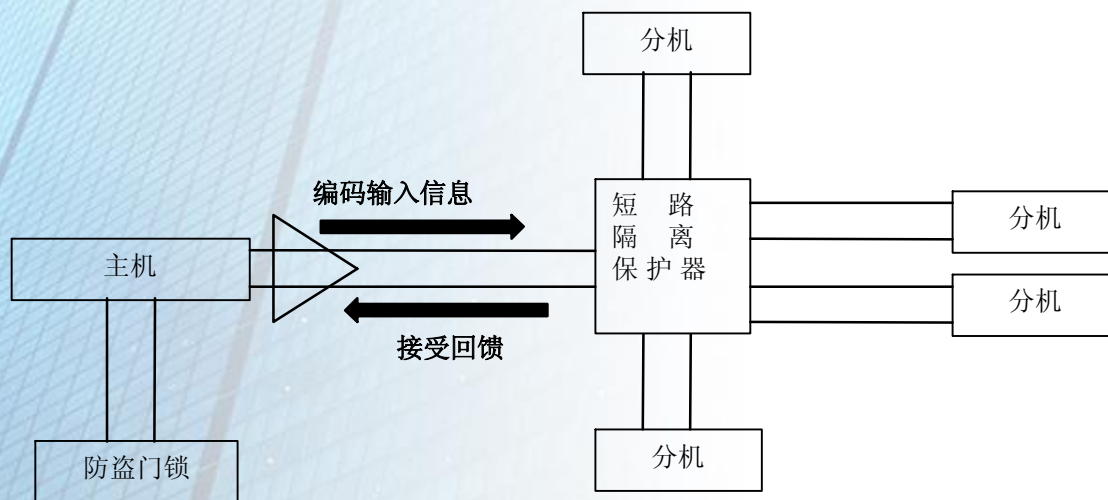 分机
编码输入信息
短 路
隔 离
保 护 器
分机
主机
分机
接受回馈
分机
防盗门锁